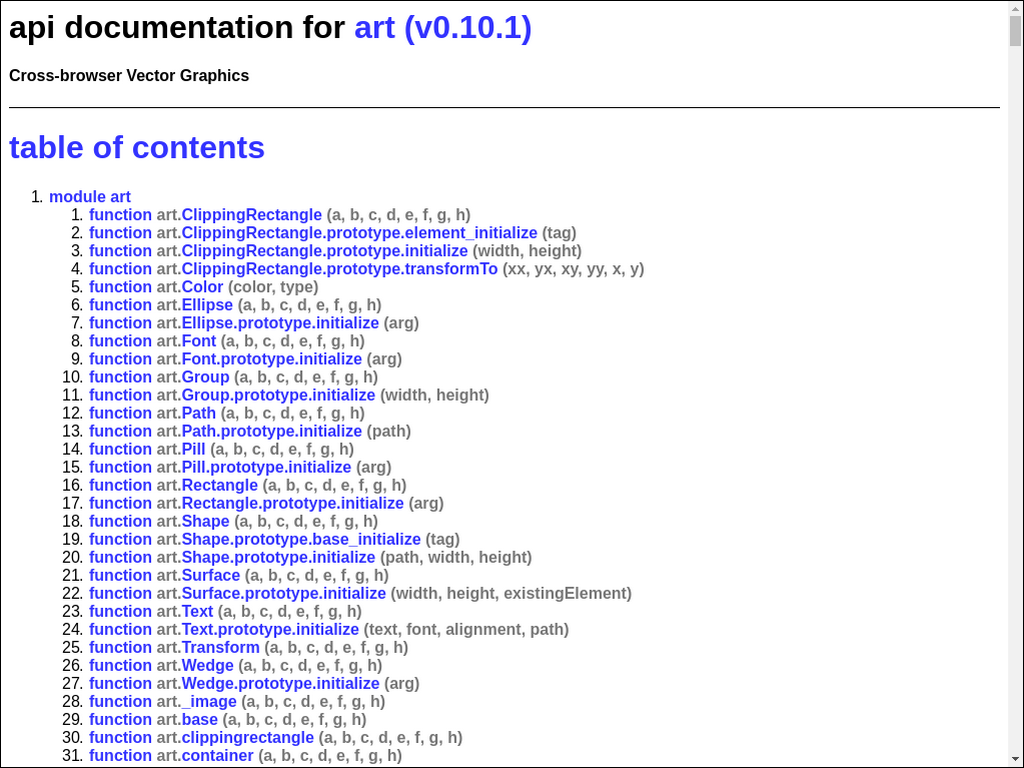 api documentation for art (v0.10.1)
Cross-browser Vector Graphics
table of contents
1. module art
1. function art.ClippingRectangle (a, b, c, d, e, f, g, h)
2. function art.ClippingRectangle.prototype.element_initialize (tag)
3. function art.ClippingRectangle.prototype.initialize (width, height)
4. function art.ClippingRectangle.prototype.transformTo (xx, yx, xy, yy, x, y)
5. function art.Color (color, type)
6. function art.Ellipse (a, b, c, d, e, f, g, h)
7. function art.Ellipse.prototype.initialize (arg)
8. function art.Font (a, b, c, d, e, f, g, h)
9. function art.Font.prototype.initialize (arg)
10. function art.Group (a, b, c, d, e, f, g, h)
11. function art.Group.prototype.initialize (width, height)
12. function art.Path (a, b, c, d, e, f, g, h)
13. function art.Path.prototype.initialize (path)
14. function art.Pill (a, b, c, d, e, f, g, h)
15. function art.Pill.prototype.initialize (arg)
16. function art.Rectangle (a, b, c, d, e, f, g, h)
17. function art.Rectangle.prototype.initialize (arg)
18. function art.Shape (a, b, c, d, e, f, g, h)
19. function art.Shape.prototype.base_initialize (tag)
20. function art.Shape.prototype.initialize (path, width, height)
21. function art.Surface (a, b, c, d, e, f, g, h)
22. function art.Surface.prototype.initialize (width, height, existingElement)
23. function art.Text (a, b, c, d, e, f, g, h)
24. function art.Text.prototype.initialize (text, font, alignment, path)
25. function art.Transform (a, b, c, d, e, f, g, h)
26. function art.Wedge (a, b, c, d, e, f, g, h)
27. function art.Wedge.prototype.initialize (arg)
28. function art._image (a, b, c, d, e, f, g, h)
29. function art.base (a, b, c, d, e, f, g, h)
30. function art.clippingrectangle (a, b, c, d, e, f, g, h)
31. function art.container (a, b, c, d, e, f, g, h)